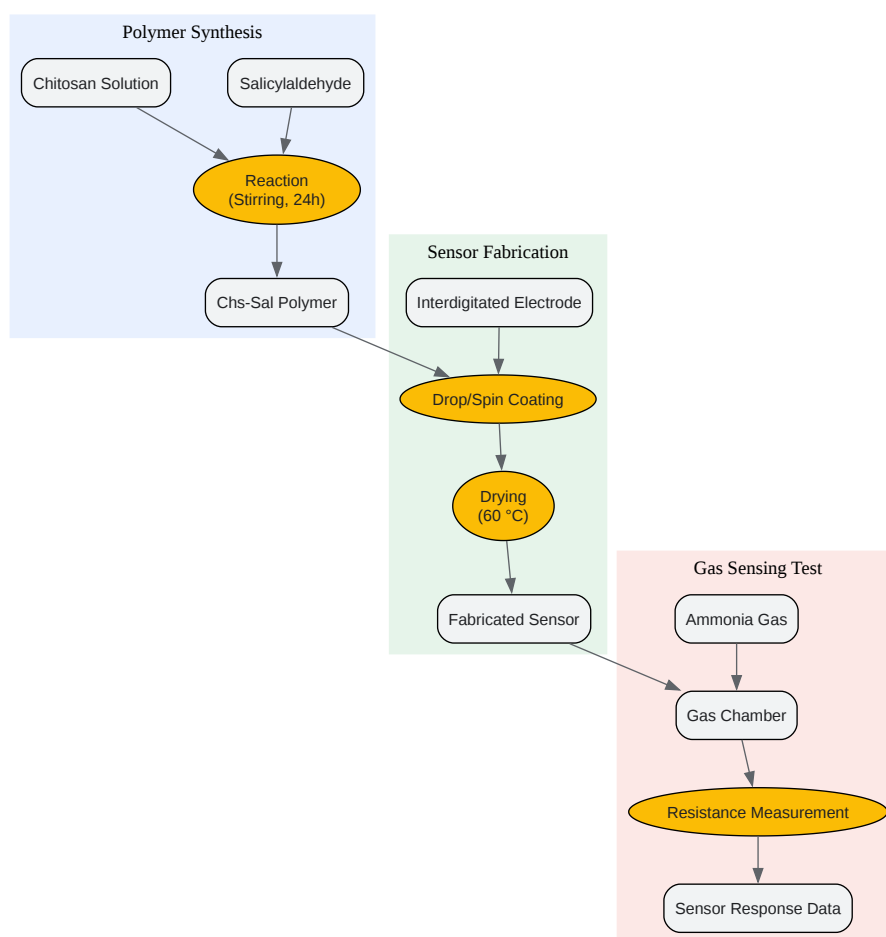 Polymer Synthesis
Chitosan Solution
Salicylaldehyde
Reaction
(Stirring, 24h)
Chs-Sal Polymer
Sensor Fabrication
Interdigitated Electrode
Drop/Spin Coating
Drying
(60 °C)
Fabricated Sensor
Gas Sensing Test
Ammonia Gas
Gas Chamber
Resistance Measurement
Sensor Response Data